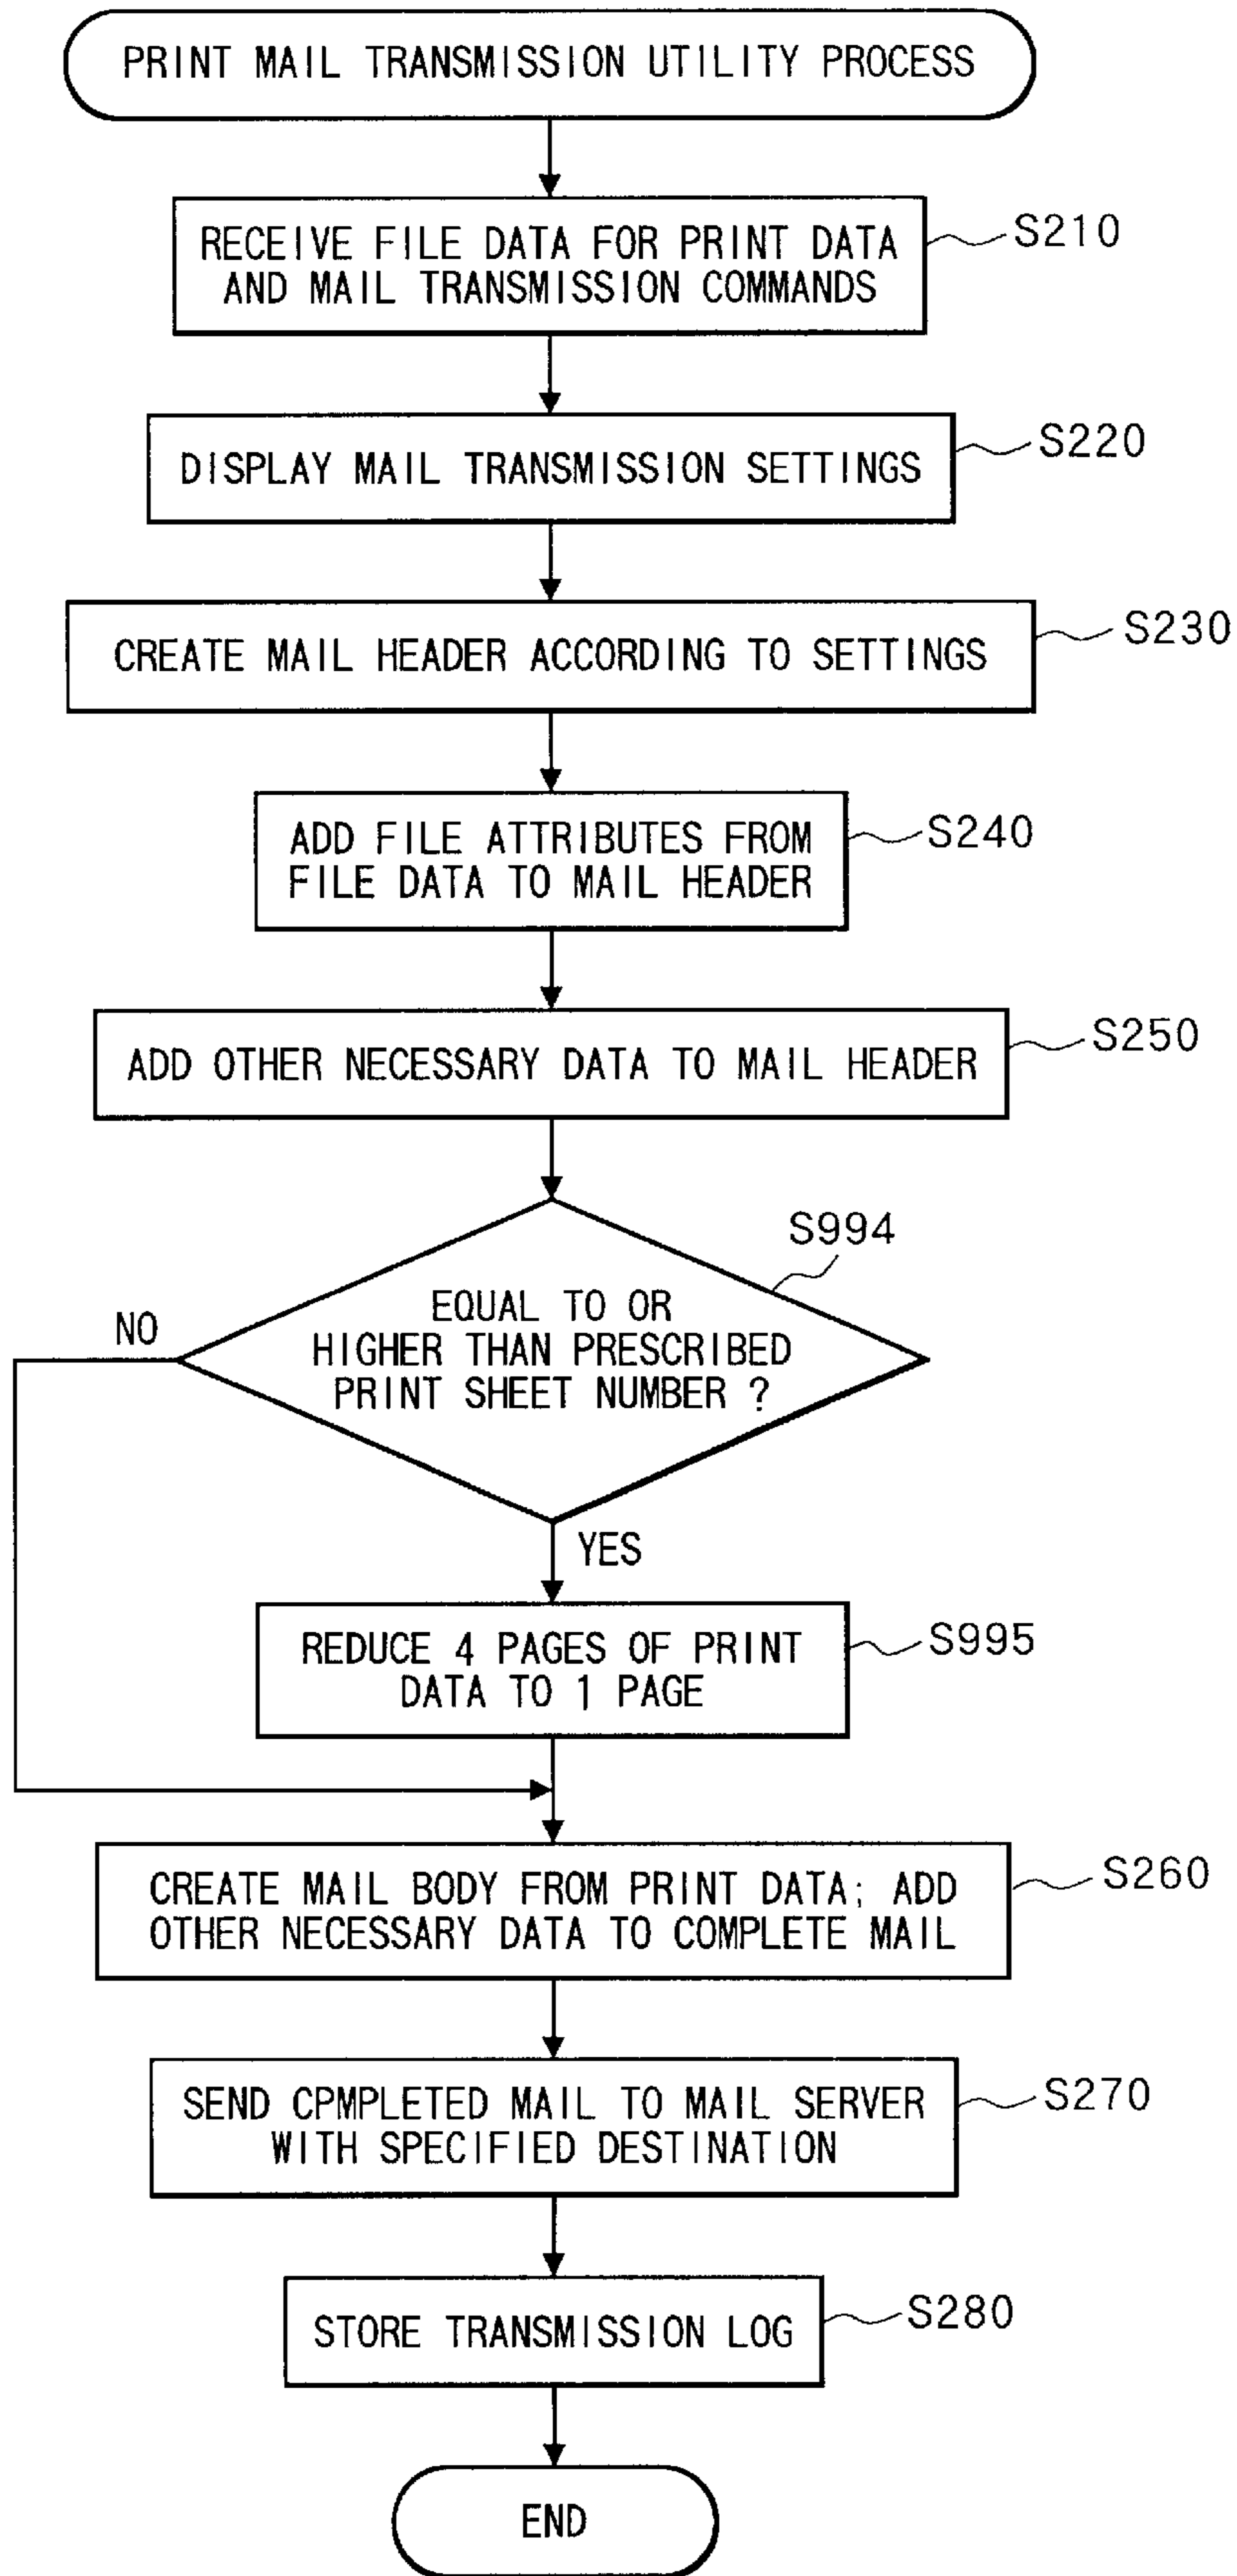 PRINT MAIL TRANSMISSION UTILITY PROCESS
RECEIVE FILE DATA FOR PRINT DATA
AND MAIL TRANSMISSION COMMANDS
S210
DISPLAY MAIL TRANSMISSION SETTINGS
S220
CREATE MAIL HEADER ACCORDING TO SETTINGS
S230
ADD FILE ATTRIBUTES FROM
FILE DATA TO MAIL HEADER
S240
ADD OTHER NECESSARY DATA TO MAIL HEADER
S250
S994
EQUAL TO OR
HIGHER THAN PRESCRIBED
PRINT SHEET NUMBER ?
NO
YES
REDUCE 4 PAGES OF PRINT
DATA TO 1 PAGE
S995
CREATE MAIL BODY FROM PRINT DATA; ADD
OTHER NECESSARY DATA TO COMPLETE MAIL
S260
SEND CPMPLETED MAIL TO MAIL SERVER
WITH SPECIFIED DESTINATION
S270
STORE TRANSMISSION LOG
S280
END